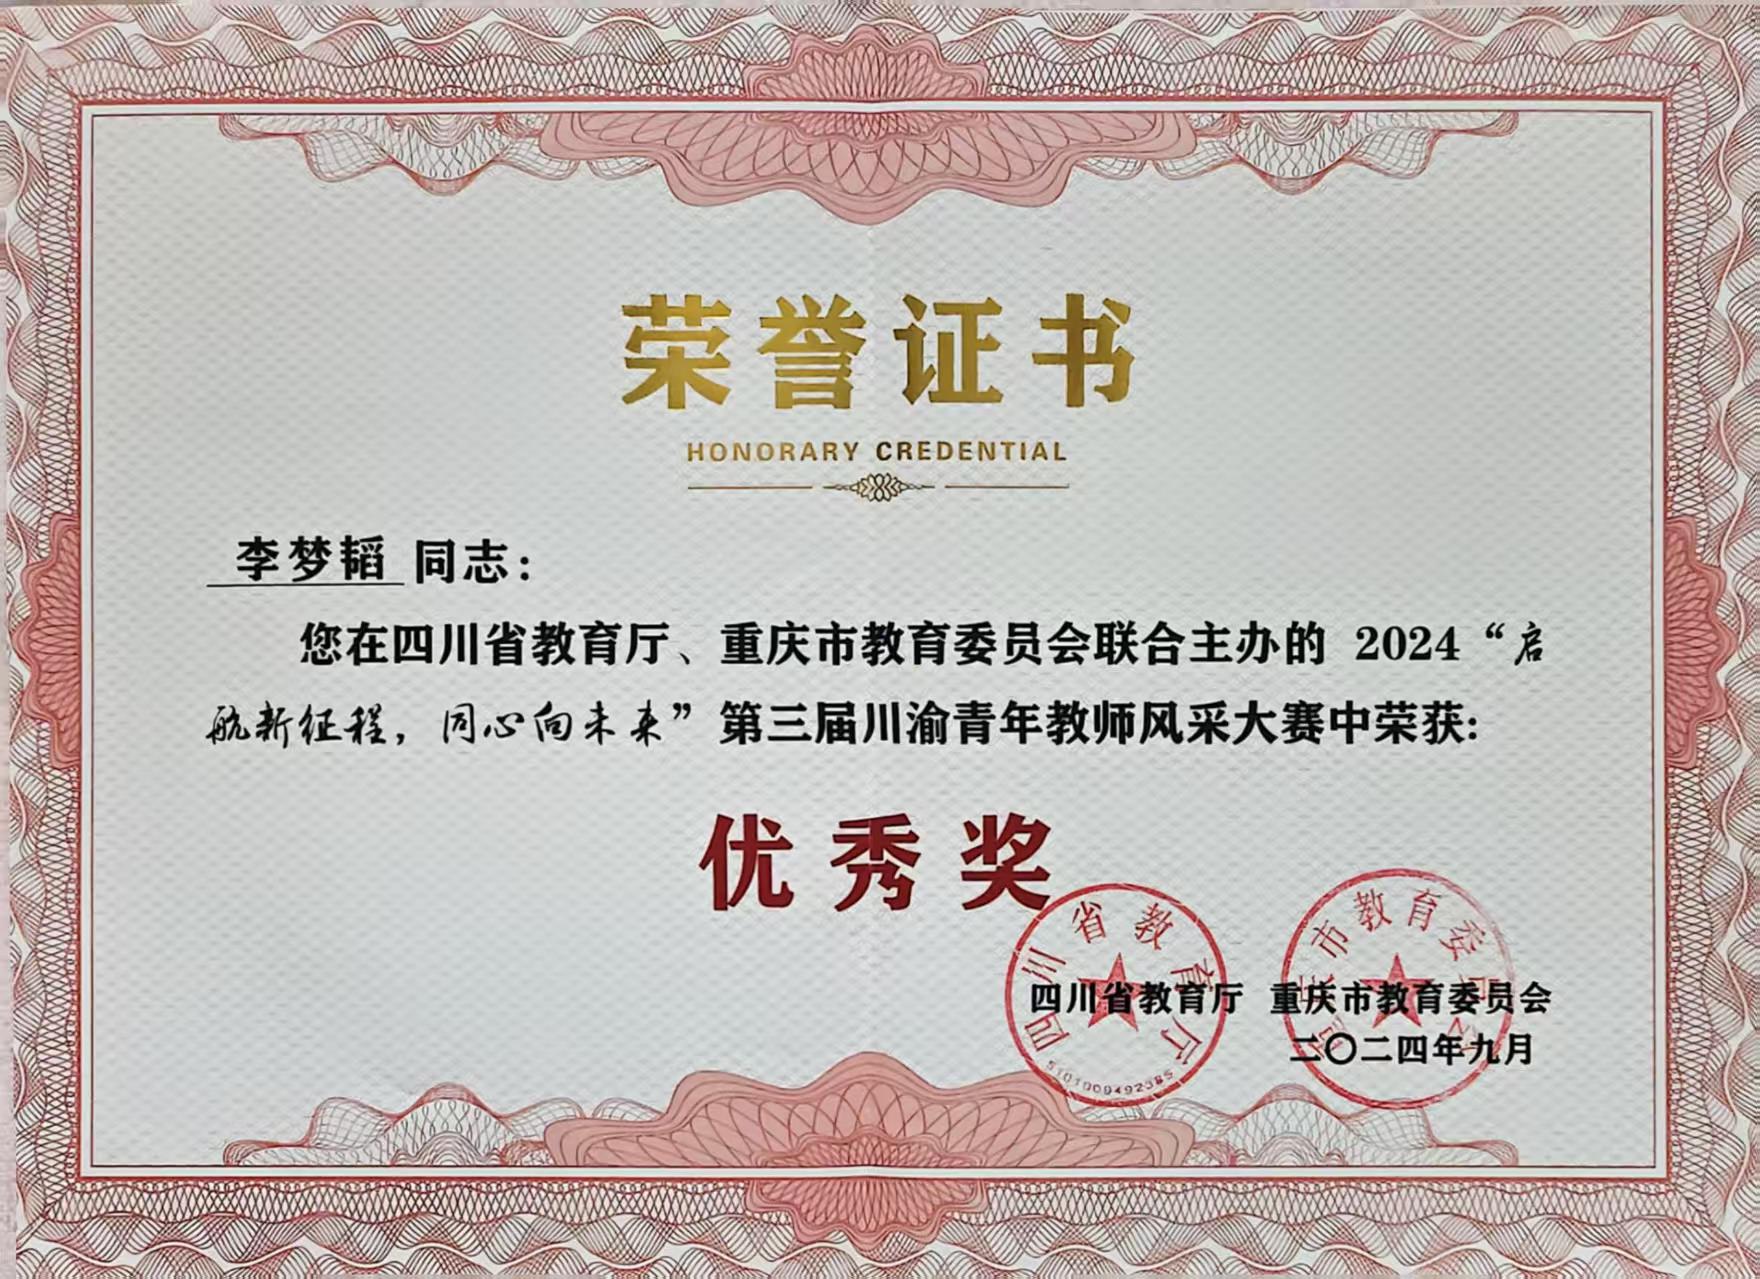 荣誉证书
HONORARY CREDENTIAL
李梦韬 同志：
您在四川省教育厅、重庆市教育委员会联合主办的 2024“启
航新征程，同心向未来”第三届川渝青年教师风采大赛中荣获:
优秀奖
四川省教育厅
5101009492385
四川省教育厅 重庆市教育委员会
二〇二四年九月